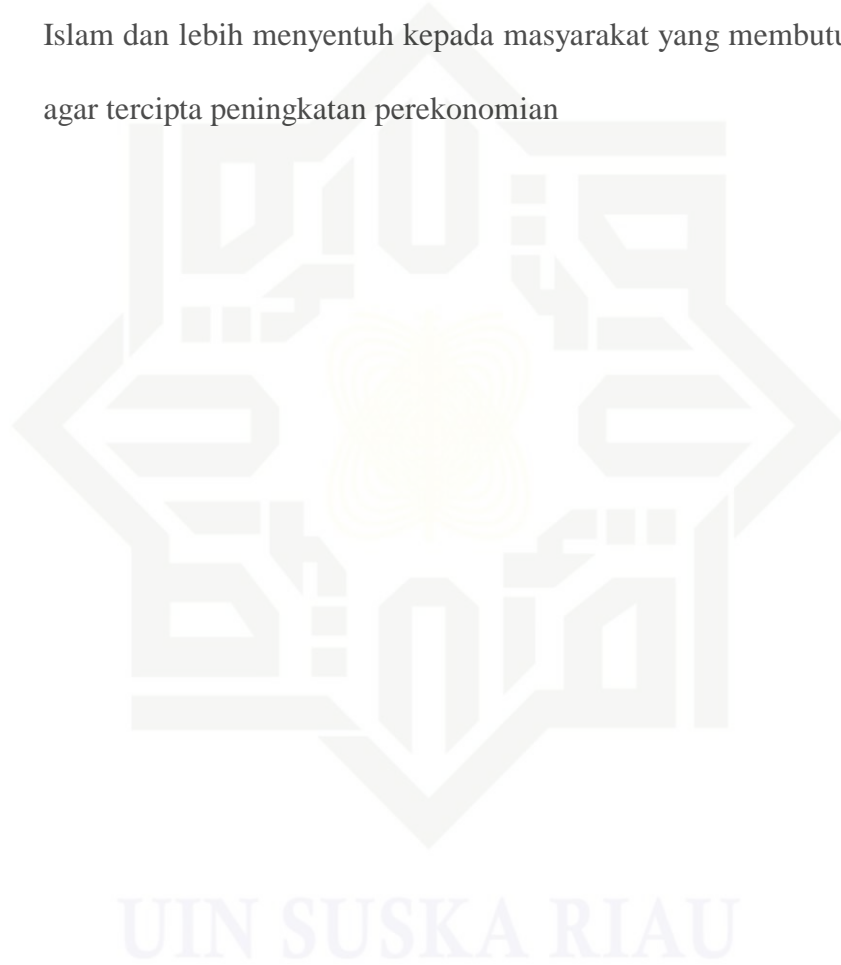 Islam dan lebih menyentuh kepada masyarakat yang membutu
agar tercipta peningkatan perekonomian
UIN SUSKA RIAU